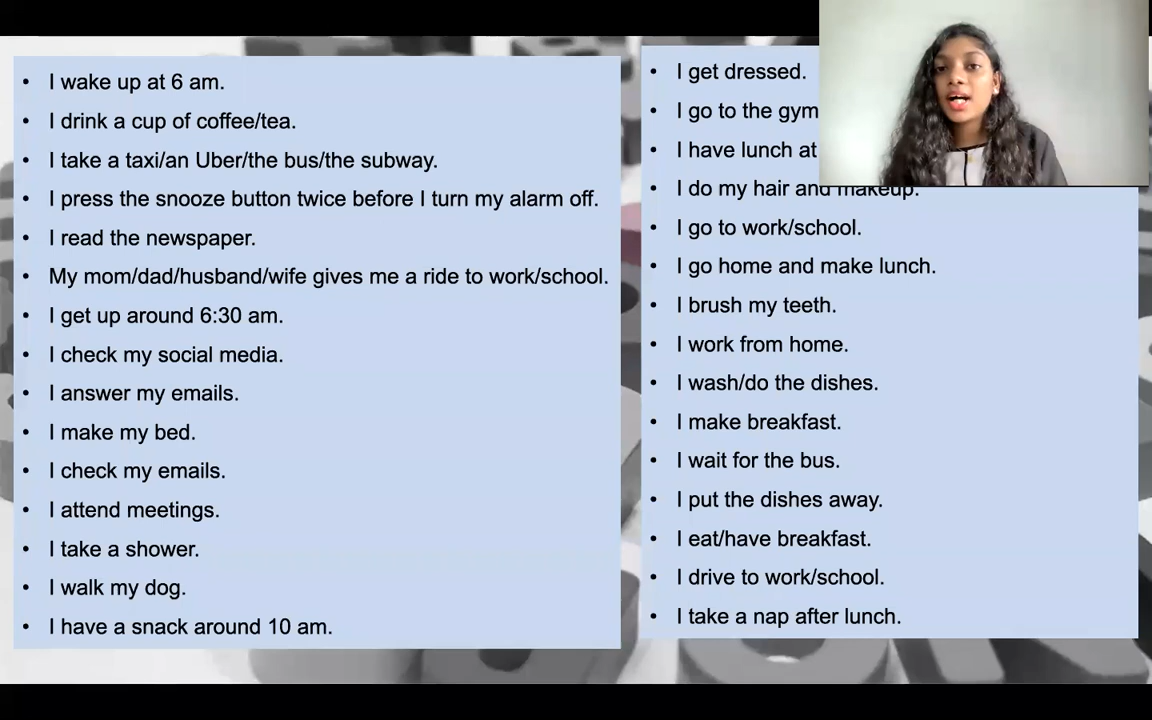 • I wake up at 6 am.
• I drink a cup of coffee/tea.
• I take a taxi/an Uber/the bus/the subway.
• I press the snooze button twice before I turn my alarm off.
• I read the newspaper.
• My mom/dad/husband/wife gives me a ride to work/school.
• I get up around 6:30 am.
• I check my social media.
• I answer my emails.
• I make my bed.
• I check my emails.
• I attend meetings.
• I take a shower.
• I walk my dog.
• I have a snack around 10 am.
• I get dressed.
• I go to the gym
• I have lunch at
• I do my hair and makeup.
• I go to work/school.
• I go home and make lunch.
• I brush my teeth.
• I work from home.
• I wash/do the dishes.
• I make breakfast.
• I wait for the bus.
• I put the dishes away.
• I eat/have breakfast.
• I drive to work/school.
• I take a nap after lunch.